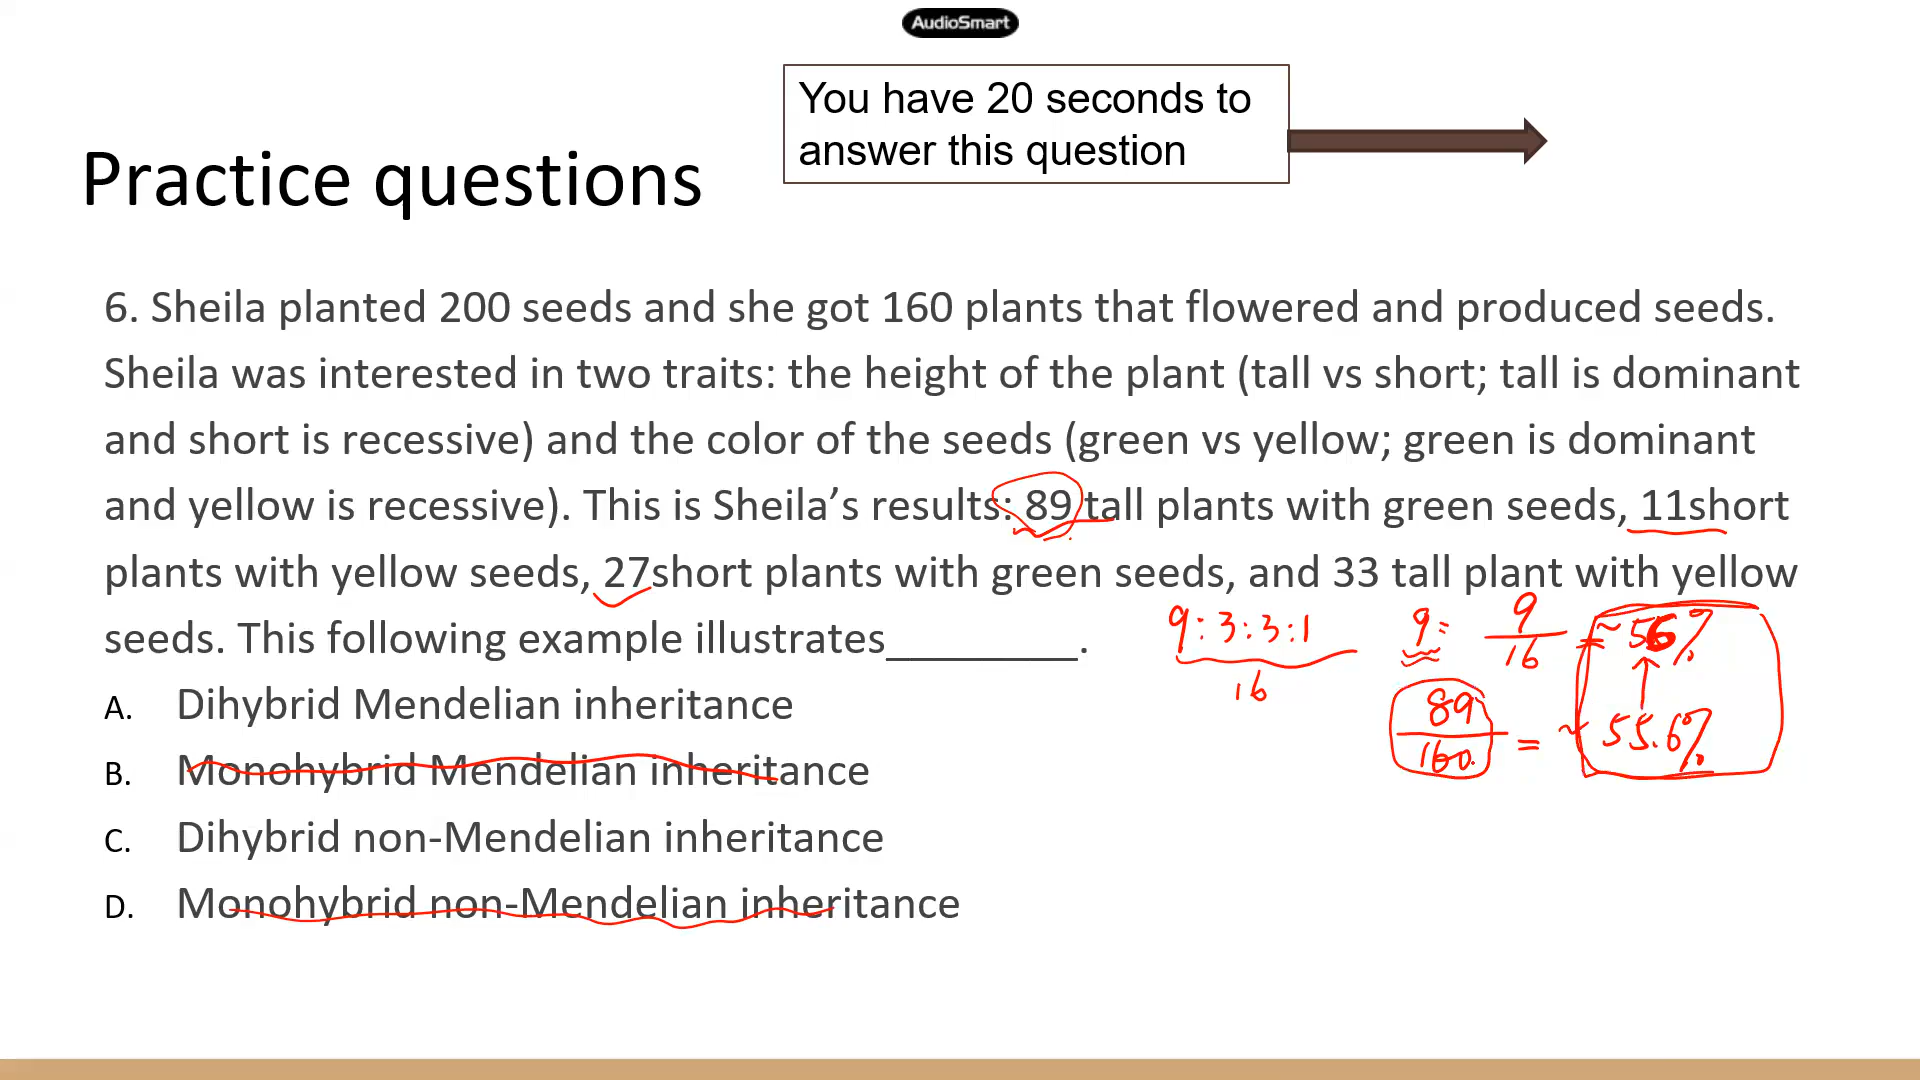 AudioSmart
You have 20 seconds to
answer this question
Practice questions
6. Sheila planted 200 seeds and she got 160 plants that flowered and produced seeds.
Sheila was interested in two traits: the height of the plant (tall vs short; tall is dominant
and short is recessive) and the color of the seeds (green vs yellow; green is dominant
and yellow is recessive). This is Sheila’s results: 89 tall plants with green seeds, 11short
plants with yellow seeds, 27short plants with green seeds, and 33 tall plant with yellow
seeds. This following example illustrates_________.
9:3:3:1
16
9= 9/16 = ~56%
89/160 = ~55.6%
A. Dihybrid Mendelian inheritance
B. Monohybrid Mendelian inheritance
C. Dihybrid non-Mendelian inheritance
D. Monohybrid non-Mendelian inheritance